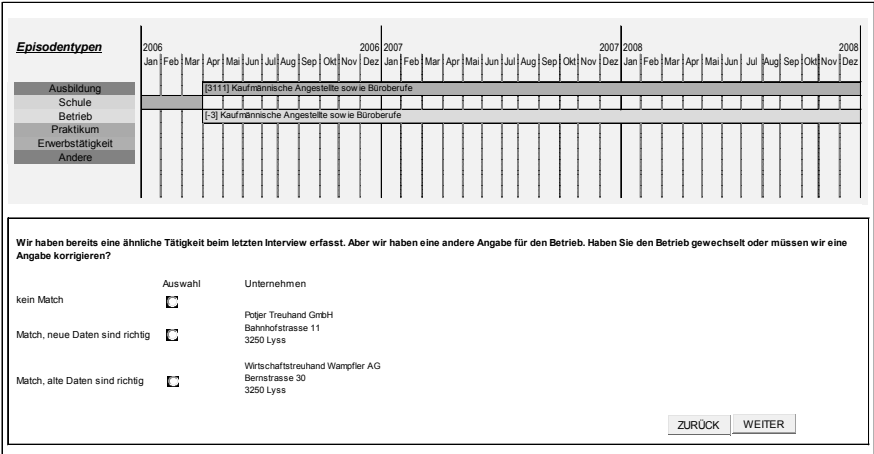 Episodentypen
2006 2006 2007 2007 2008 2008
Jan Feb Mar Apr Mai Jun Jul Aug Sep Okt Nov Dez Jan Feb Mar Apr Mai Jun Jul Aug Sep Okt Nov Dez Jan Feb Mar Apr Mai Jun Jul Aug Sep Okt Nov Dez
Ausbildung [3111] Kaufmännische Angestellte sowie Büroberufe
Schule
Betrieb [-3] Kaufmännische Angestellte sowie Büroberufe
Praktikum
Erwerbstätigkeit
Andere
Wir haben bereits eine ähnliche Tätigkeit beim letzten Interview erfasst. Aber wir haben eine andere Angabe für den Betrieb. Haben Sie den Betrieb gewechselt oder müssen wir eine
Angabe korrigieren?
Auswahl Unternehmen
kein Match
Potjer Treuhand GmbH
Match, neue Daten sind richtig Bahnhofstrasse 11
3250 Lyss
Wirtschaftstreuhand Wampfler AG
Match, alte Daten sind richtig Bernstrasse 30
3250 Lyss
ZURÜCK WEITER